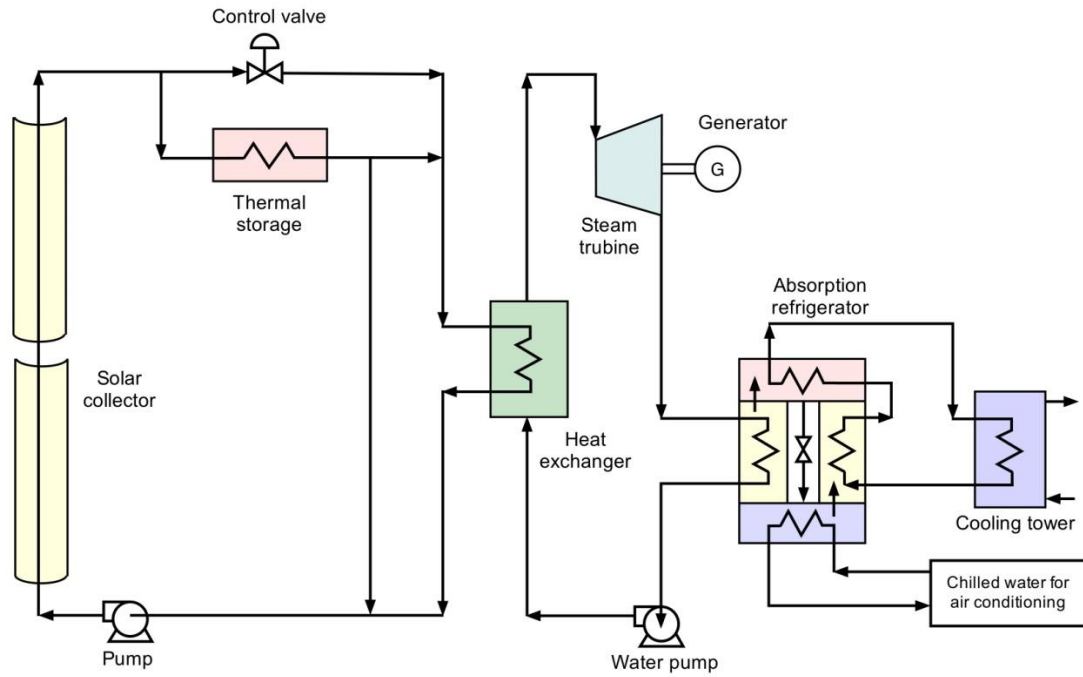 Control valve
Generator
G
Thermal
storage
Steam
trubine
Absorption
refrigerator
Solar
collector
Heat
exchanger
Cooling tower
Chilled water for
air conditioning
Pump
Water pump